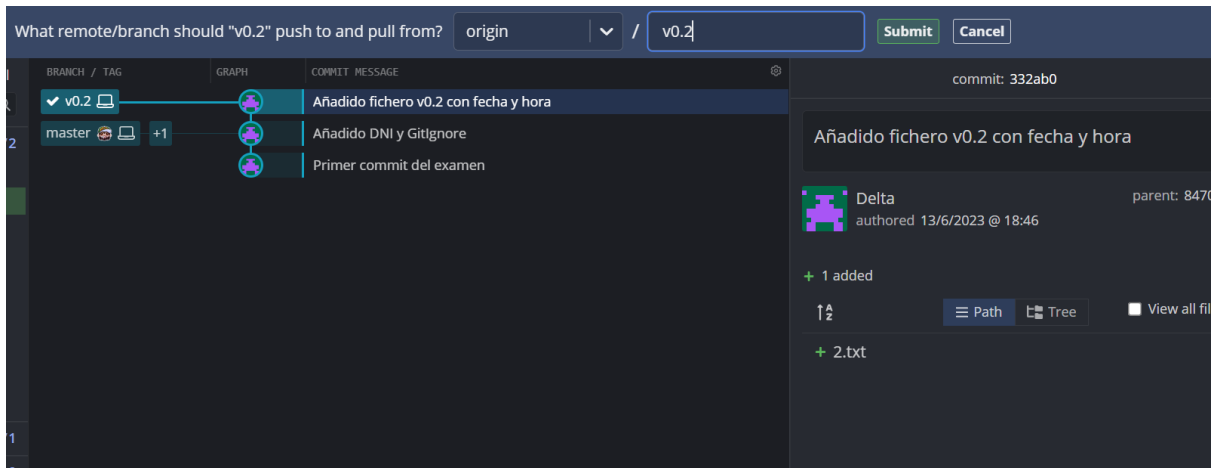 What remote/branch should "v0.2" push to and pull from? origin / v0.2 Submit Cancel
BRANCH / TAG GRAPH COMMIT MESSAGE
commit: 332ab0
v0.2 Añadido fichero v0.2 con fecha y hora
master +1 Añadido DNI y GitIgnore
Primer commit del examen
Añadido fichero v0.2 con fecha y hora
Delta
parent: 8470
authored 13/6/2023 @ 18:46
+ 1 added
Path Tree View all fil
+ 2.txt